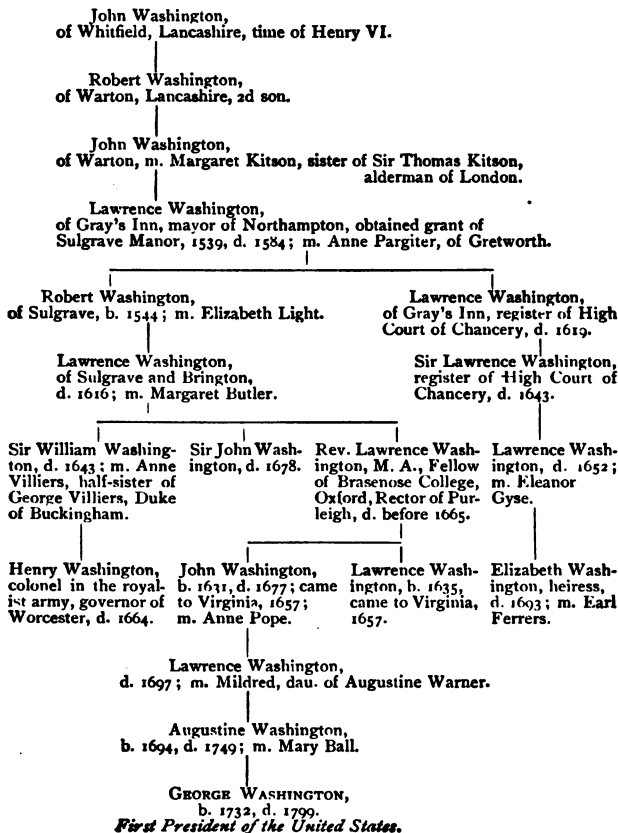 John Washington,
of Whitfield, Lancashire, time of Henry VI.
Robert Washington,
of Warton, Lancashire, 2d son.
John Washington,
of Warton, m. Margaret Kitson, sister of Sir Thomas Kitson,
alderman of London.
Lawrence Washington,
of Gray's Inn, mayor of Northampton, obtained grant of
Sulgrave Manor, 1539, d. 1584; m. Anne Pargiter, of Gretworth.
Robert Washington,
of Sulgrave, b. 1544; m. Elizabeth Light.
Lawrence Washington,
of Gray's Inn, register of High
Court of Chancery, d. 1619.
Lawrence Washington,
of Sulgrave and Brington,
d. 1616; m. Margaret Butler.
Sir Lawrence Washington,
register of High Court of
Chancery, d. 1643.
Sir William Washing-
ton, d. 1643; m. Anne
Villiers, half-sister of
George Villiers, Duke
of Buckingham.
Sir John Wash-
ington, d. 1678.
Rev. Lawrence Wash-
ington, M. A., Fellow
of Brasenose College,
Oxford, Rector of Pur-
leigh, d. before 1665.
Lawrence Wash-
ington, d. 1652;
m. Eleanor
Gyse.
Henry Washington,
colonel in the royal-
ist army, governor of
Worcester, d. 1664.
John Washington,
b. 1631, d. 1677; came
to Virginia, 1657;
m. Anne Pope.
Lawrence Wash-
ington, b. 1635,
came to Virginia,
1657.
Elizabeth Wash-
ington, heiress,
d. 1693; m. Earl
Ferrers.
Lawrence Washington,
d. 1697; m. Mildred, dau. of Augustine Warner.
Augustine Washington,
b. 1694, d. 1749; m. Mary Ball.
GEORGE WASHINGTON,
b. 1732, d. 1799.
First President of the United States.